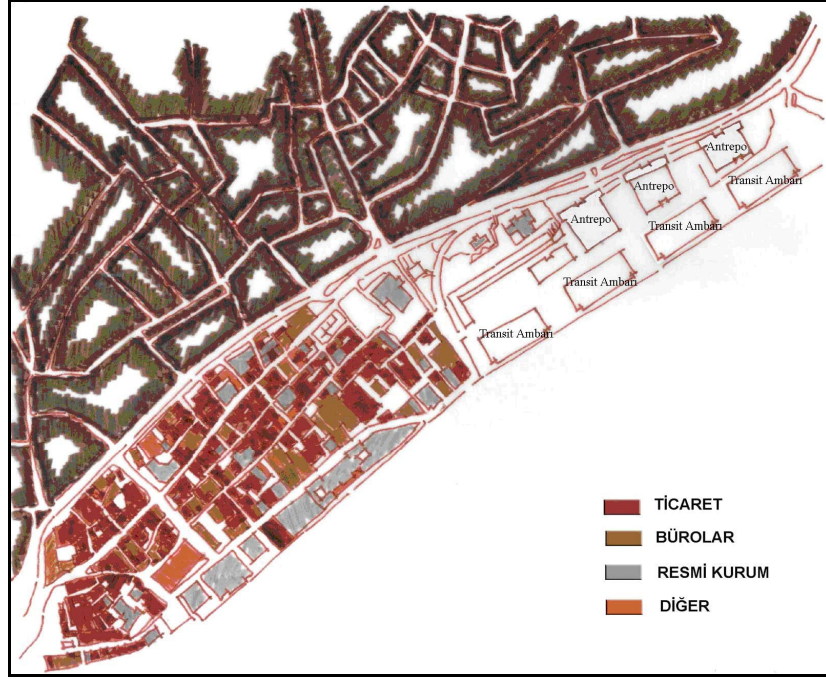 Antrepo
Transit Ambarı
Antrepo
Antrepo
Transit Ambarı
Transit Ambarı
Transit Ambarı
TİCARET
BÜROLAR
RESMİ KURUM
DİĞER